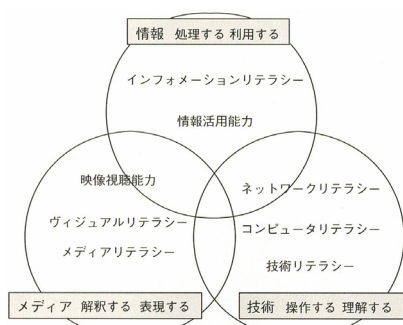 情報 処理する 利用する
インフォメーションリテラシー
情報活用能力
映像視聴能力
ヴィジュアルリテラシー
メディアリテラシー
メディア 解釈する 表現する
ネットワークリテラシー
コンピュータリテラシー
技術リテラシー
技術 操作する 理解する